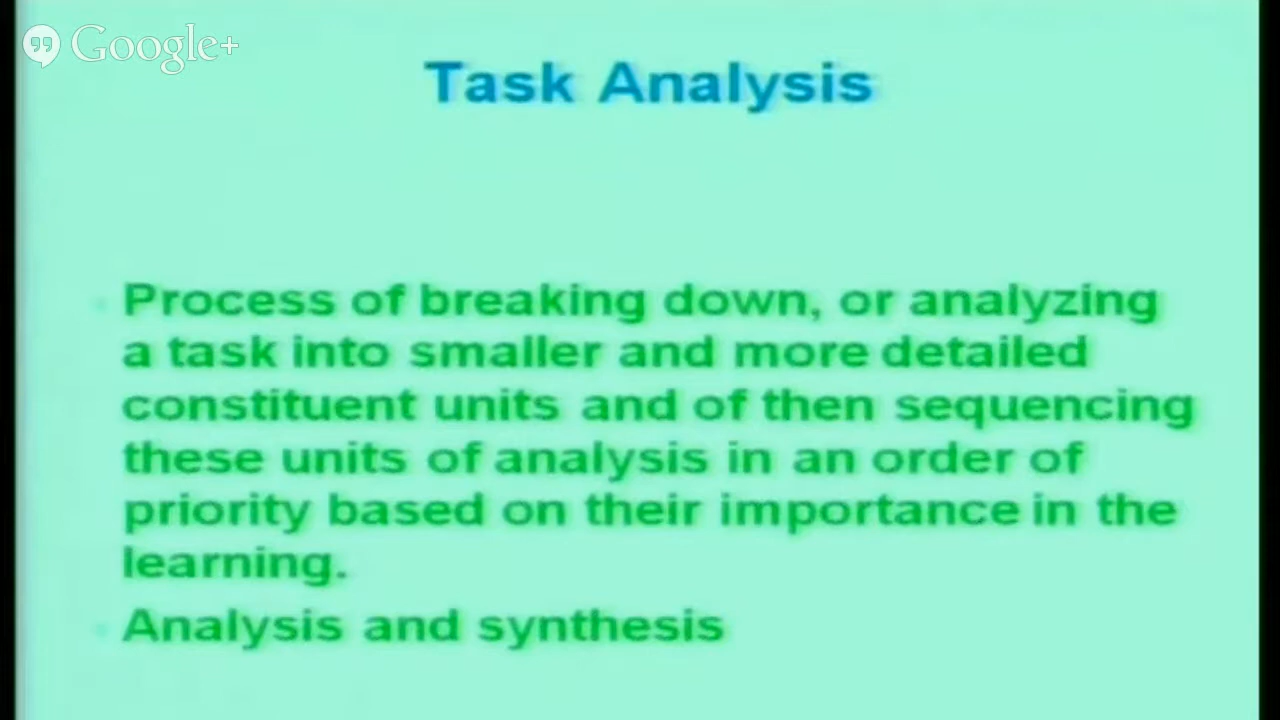 Google+
Task Analysis
Process of breaking down, or analyzing
a task into smaller and more detailed
constituent units and of then sequencing
these units of analysis in an order of
priority based on their importance in the
learning.
Analysis and synthesis